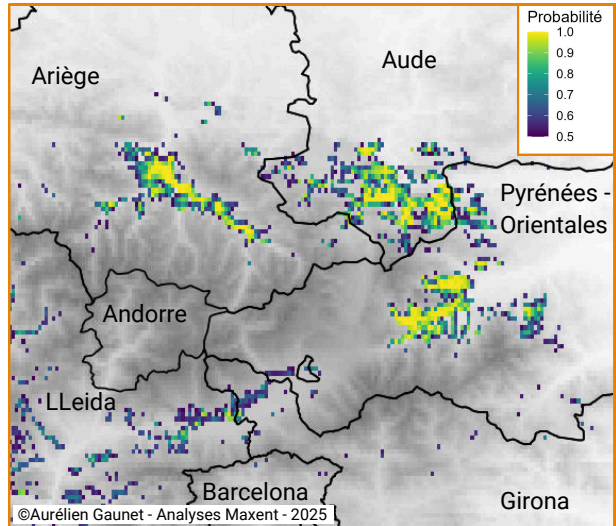 Probabilité
1.0
0.9
0.8
0.7
0.6
0.5
Ariège
Aude
Pyrénées -
Orientales
Andorre
LLeida
Barcelona
Girona
©Aurélien Gaunet - Analyses Maxent - 2025